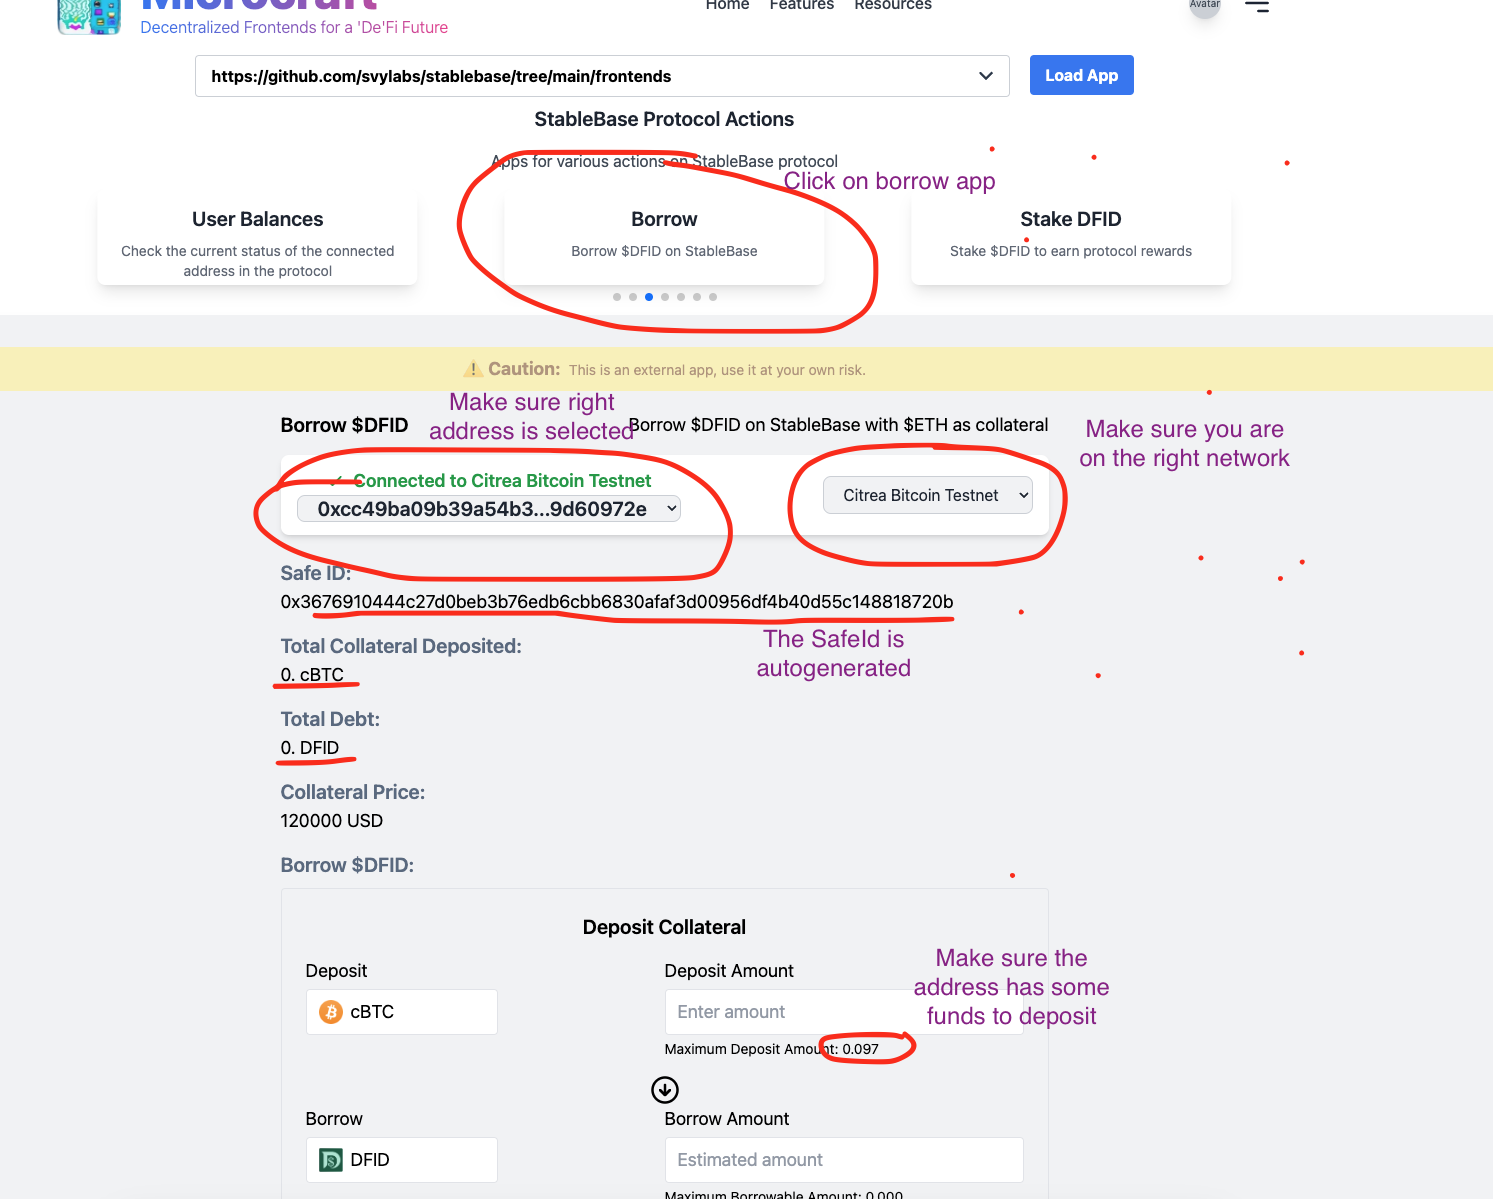 Microcraft
Decentralized Frontends for a 'De'Fi Future
Home Features Resources
Avatar
https://github.com/svylabs/stablebase/tree/main/frontends
Load App
StableBase Protocol Actions
Apps for various actions on StableBase protocol
Click on borrow app
User Balances
Check the current status of the connected
address in the protocol
Borrow
Borrow $DFID on StableBase
Stake DFID
Stake $DFID to earn protocol rewards
Caution: This is an external app, use it at your own risk.
Make sure right
address is selected
Borrow $DFID
Borrow $DFID on StableBase with $ETH as collateral
Make sure you are
on the right network
✓ Connected to Citrea Bitcoin Testnet
0xcc49ba09b39a54b3...9d60972e
Citrea Bitcoin Testnet
Safe ID:
0x3676910444c27d0beb3b76edb6cbb6830afaf3d00956df4b40d55c148818720b
The SafeId is
autogenerated
Total Collateral Deposited:
0. cBTC
Total Debt:
0. DFID
Collateral Price:
120000 USD
Borrow $DFID:
Deposit Collateral
Deposit
cBTC
Deposit Amount
Enter amount
Maximum Deposit Amount: 0.097
Make sure the
address has some
funds to deposit
Borrow
DFID
Borrow Amount
Estimated amount
Maximum Borrowable Amount: 0.000